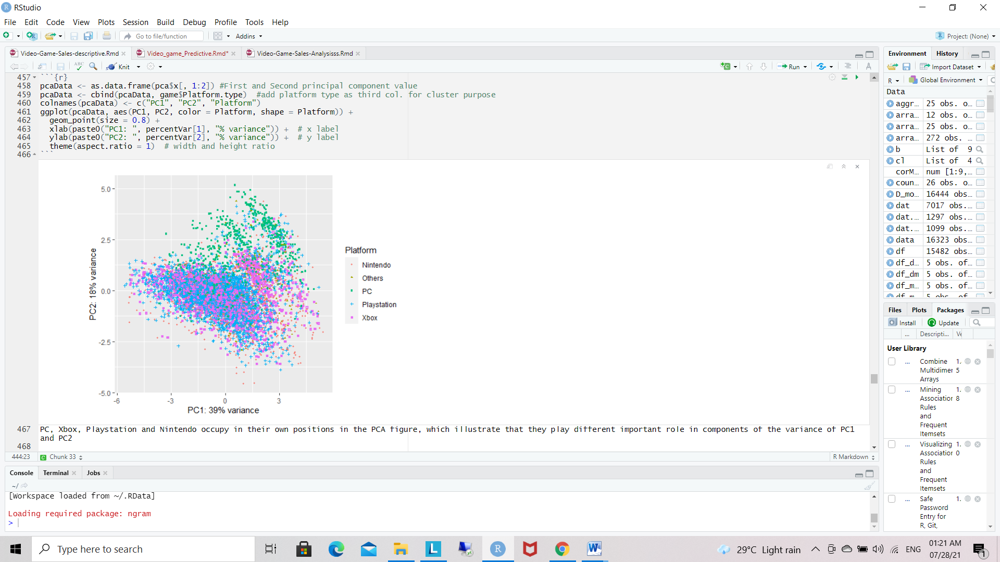 RStudio
File Edit Code View Plots Session Build Debug Profile Tools Help
Go to file/function Addins Project: (None)
Video-Game-Sales-descriptive.Rmd Video_game_Predictive.Rmd* Video-Game-Sales-Analysisss.Rmd
ABC Knit Run
457 ```{r}
458 pcaData <- as.data.frame(pca$x[, 1:2]) #First and Second principal component value
459 pcaData <- cbind(pcaData, game$Platform.type)  #add platform type as third col. for cluster purpose
460 colnames(pcaData) <- c("PC1", "PC2", "Platform")
461 ggplot(pcaData, aes(PC1, PC2, color = Platform, shape = Platform)) +
462   geom_point(size = 0.8) +
463   xlab(paste0("PC1: ", percentVar[1], "% variance")) +  # x label
464   ylab(paste0("PC2: ", percentVar[2], "% variance")) +  # y label
465   theme(aspect.ratio = 1)  # width and height ratio
466 ```
PC2: 18% variance
5.0
2.5
0.0
-2.5
-5.0
-6 -3 0 3
PC1: 39% variance
Platform
Nintendo
Others
PC
Playstation
Xbox
467 PC, Xbox, Playstation and Nintendo occupy in their own positions in the PCA figure, which illustrate that they play different important role in components of the variance of PC1
and PC2
468
444:23 C Chunk 33 R Markdown
Console Terminal Jobs
~/
[Workspace loaded from ~/.RData]
Loading required package: ngram
>
Environment History
Import Dataset
R Global Environment
Data
aggr... 25 obs. o...
arra... 12 obs. o...
arra... 25 obs. o...
arra... 272 obs. ...
b List of 9
cl List of 4
corM... num [1:9,...
coun... 26 obs. o...
D_mo... 16444 obs...
dat 7017 obs....
dat.... 1297 obs...
dat.... 1099 obs...
data 16323 obs...
df 15482 obs...
df_d... 5 obs. of...
df_dm 5 obs. of...
df_m... 5 obs. of...
df_m... 5 obs. of...
Files Plots Packages
Install Update
... Descripti...
User Library
... Combine 1.
Multidimer 5
Arrays
... Mining 1.
Association 8
Rules
and
Frequent
Itemsets
... Visualizing 1.
Association 0
Rules
and
Frequent
Itemsets
... Safe 1.
Password
Entry for
R, Git,
Type here to search
29°C Light rain ENG 01:21 AM
07/28/21
1